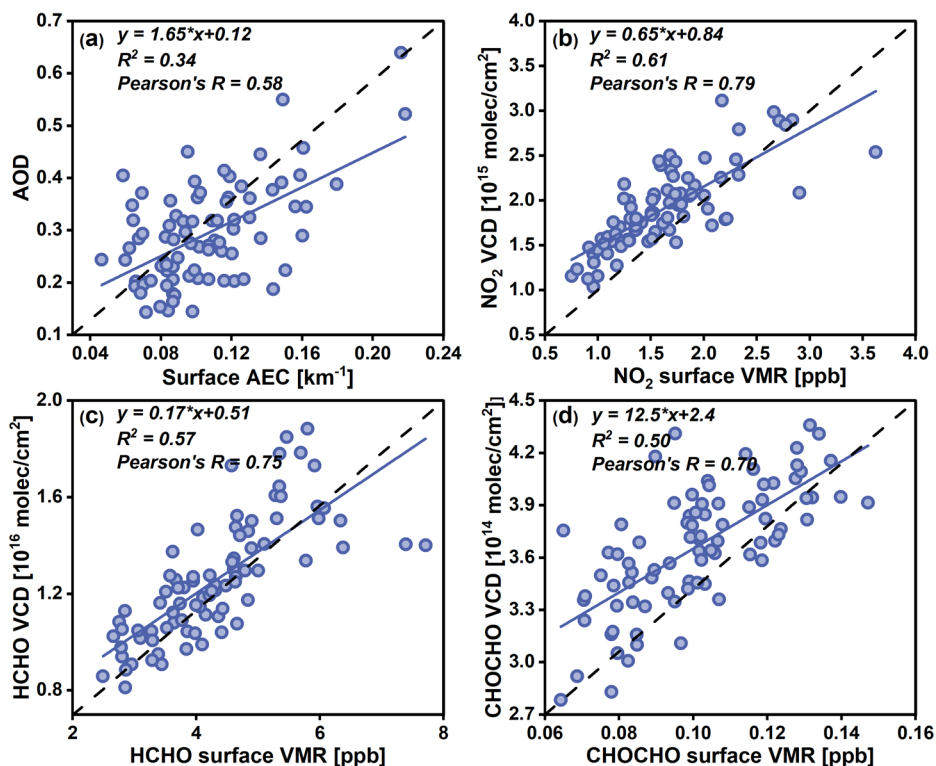 (a) y = 1.65*x+0.12
R² = 0.34
Pearson's R = 0.58
0.7
0.6
0.5
0.4
0.3
0.2
0.1
AOD
0.04 0.08 0.12 0.16 0.20 0.24
Surface AEC [km⁻¹]
(b) y = 0.65*x+0.84
R² = 0.61
Pearson's R = 0.79
4.0
3.5
3.0
2.5
2.0
1.5
1.0
0.5
NO₂ VCD [10¹⁵ molec/cm²]
0.5 1.0 1.5 2.0 2.5 3.0 3.5 4.0
NO₂ surface VMR [ppb]
(c) y = 0.17*x+0.51
R² = 0.57
Pearson's R = 0.75
2.0
1.6
1.2
0.8
HCHO VCD [10¹⁶ molec/cm²]
2 4 6 8
HCHO surface VMR [ppb]
(d) y = 12.5*x+2.4
R² = 0.50
Pearson's R = 0.70
4.5
4.2
3.9
3.6
3.3
3.0
2.7
CHOCHO VCD [10¹⁴ molec/cm²]]
0.06 0.08 0.10 0.12 0.14 0.16
CHOCHO surface VMR [ppb]